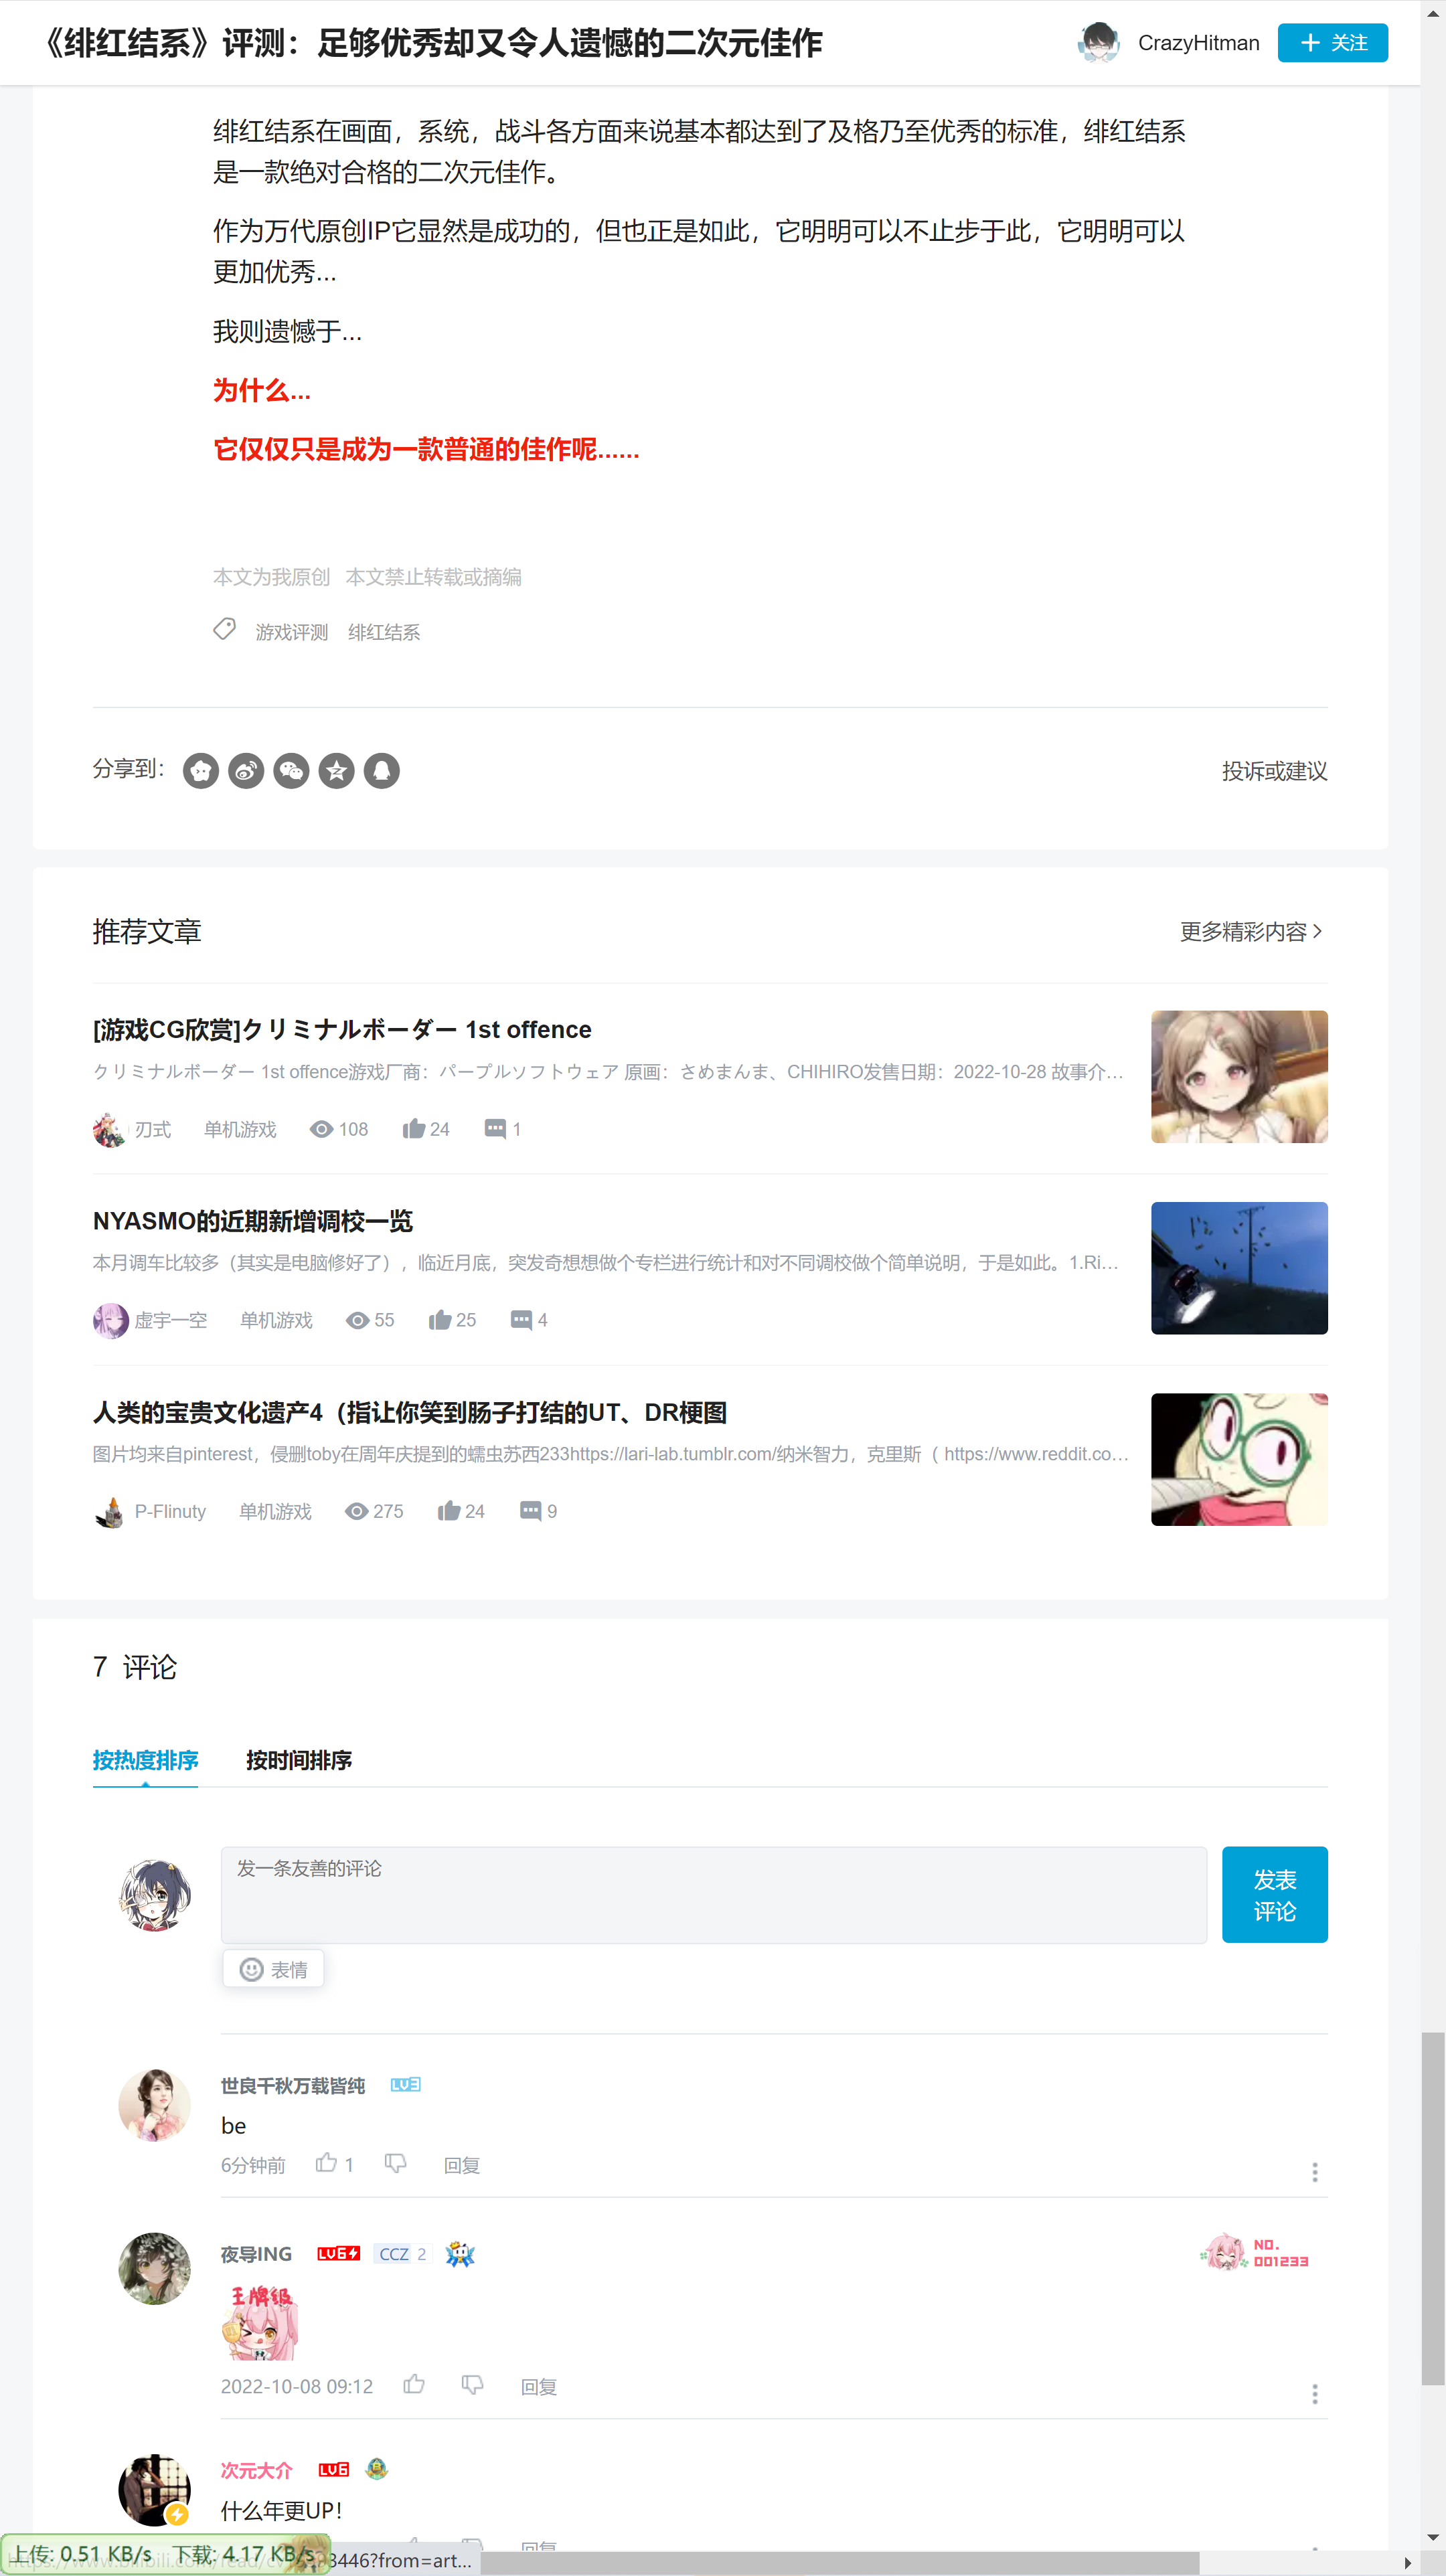 《绯红结系》评测：足够优秀却又令人遗憾的二次元佳作
CrazyHitman
关注
绯红结系在画面，系统，战斗各方面来说基本都达到了及格乃至优秀的标准，绯红结系
是一款绝对合格的二次元佳作。
作为万代原创IP它显然是成功的，但也正是如此，它明明可以不止步于此，它明明可以
更加优秀...
我则遗憾于...
为什么...
它仅仅只是成为一款普通的佳作呢......
本文为我原创 本文禁止转载或摘编
游戏评测 绯红结系
分享到：
投诉或建议
推荐文章
更多精彩内容
[游戏CG欣赏]クリミナルボーダー 1st offence
クリミナルボーダー 1st offence游戏厂商：パープルソフトウェア 原画：さめまんま、CHIHIRO发售日期：2022-10-28 故事介...
刃式 单机游戏 108 24 1
NYASMO的近期新增调校一览
本月调车比较多（其实是电脑修好了），临近月底，突发奇想想做个专栏进行统计和对不同调校做个简单说明，于是如此。1.Ri...
虚宇一空 单机游戏 55 25 4
人类的宝贵文化遗产4（指让你笑到肠子打结的UT、DR梗图
图片均来自pinterest，侵删toby在周年庆提到的蠕虫苏西233https://lari-lab.tumblr.com/纳米智力，克里斯（ https://www.reddit.co...
P-Flinuty 单机游戏 275 24 9
7 评论
按热度排序 按时间排序
发一条友善的评论
发表
评论
表情
世良千秋万载皆纯 LV3
be
6分钟前 1 回复
夜导ING LV6 CCZ 2
NO.
001233
王牌级
2022-10-08 09:12 回复
次元大介 LV6
什么年更UP！
回复
上传: 0.51 KB/s 下载: 4.17 KB/s
3446?from=art...